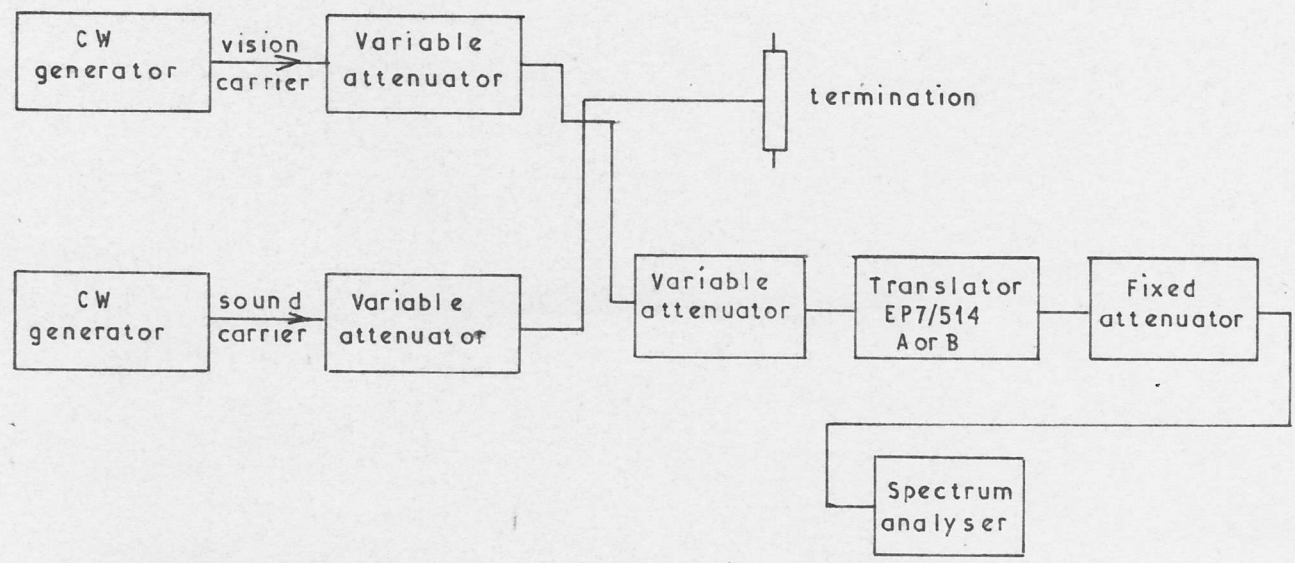 CW
generator
vision
carrier
Variable
attenuator
termination
CW
generator
sound
carrier
Variable
attenuator
Variable
attenuator
Translator
EP7/514
A or B
Fixed
attenuator
Spectrum
analyser